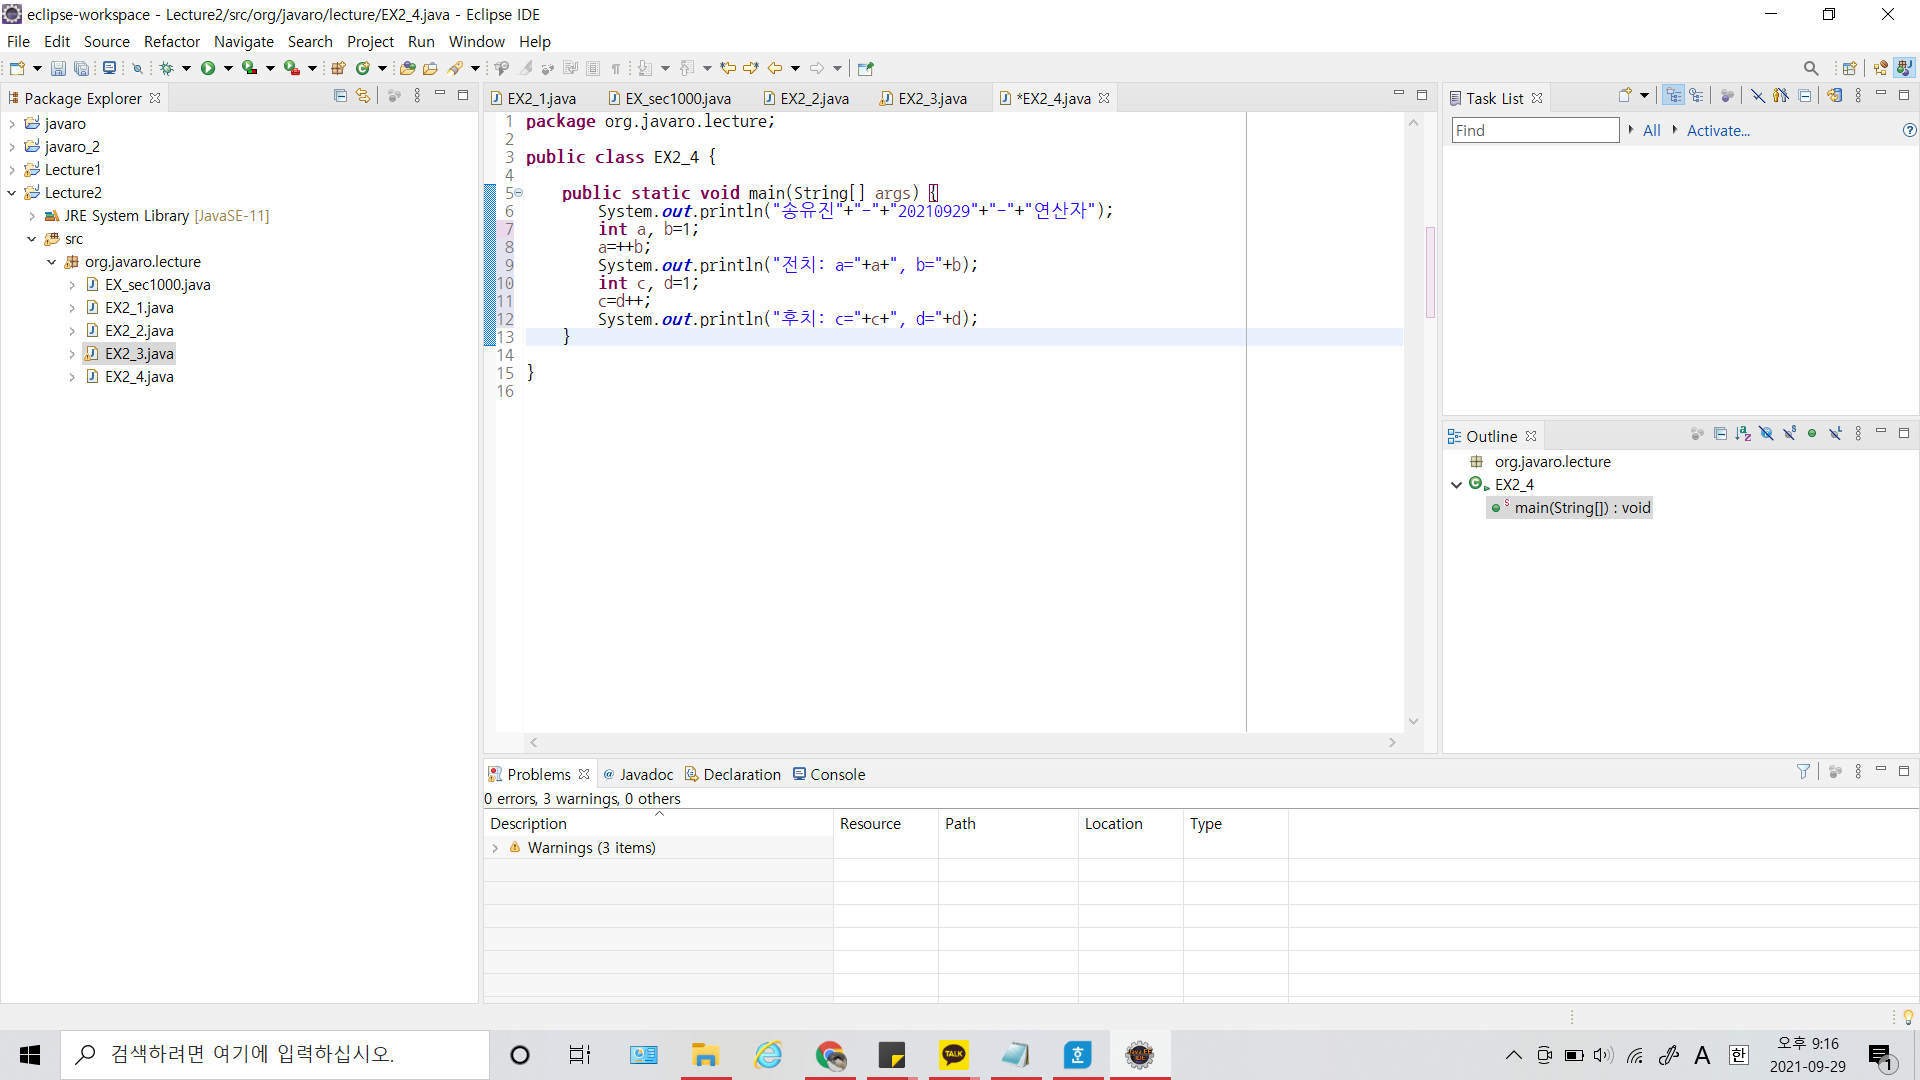 eclipse-workspace - Lecture2/src/org/javaro/lecture/EX2_4.java - Eclipse IDE
File Edit Source Refactor Navigate Search Project Run Window Help
Package Explorer
javaro
javaro_2
Lecture1
Lecture2
JRE System Library [JavaSE-11]
src
org.javaro.lecture
EX_sec1000.java
EX2_1.java
EX2_2.java
EX2_3.java
EX2_4.java
EX2_1.java EX_sec1000.java EX2_2.java EX2_3.java *EX2_4.java
1 package org.javaro.lecture;
2
3 public class EX2_4 {
4
5 public static void main(String[] args) {
6 System.out.println("송유진"+"-"+"20210929"+"-"+"연산자");
7 int a, b=1;
8 a=++b;
9 System.out.println("전치: a="+a+", b="+b);
10 int c, d=1;
11 c=d++;
12 System.out.println("후치: c="+c+", d="+d);
13 }
14
15 }
16
Task List
Find All Activate...
Outline
org.javaro.lecture
EX2_4
main(String[]) : void
Problems Javadoc Declaration Console
0 errors, 3 warnings, 0 others
Description Resource Path Location Type
Warnings (3 items)
검색하려면 여기에 입력하십시오.
TALK
A 한
오후 9:16
2021-09-29
1